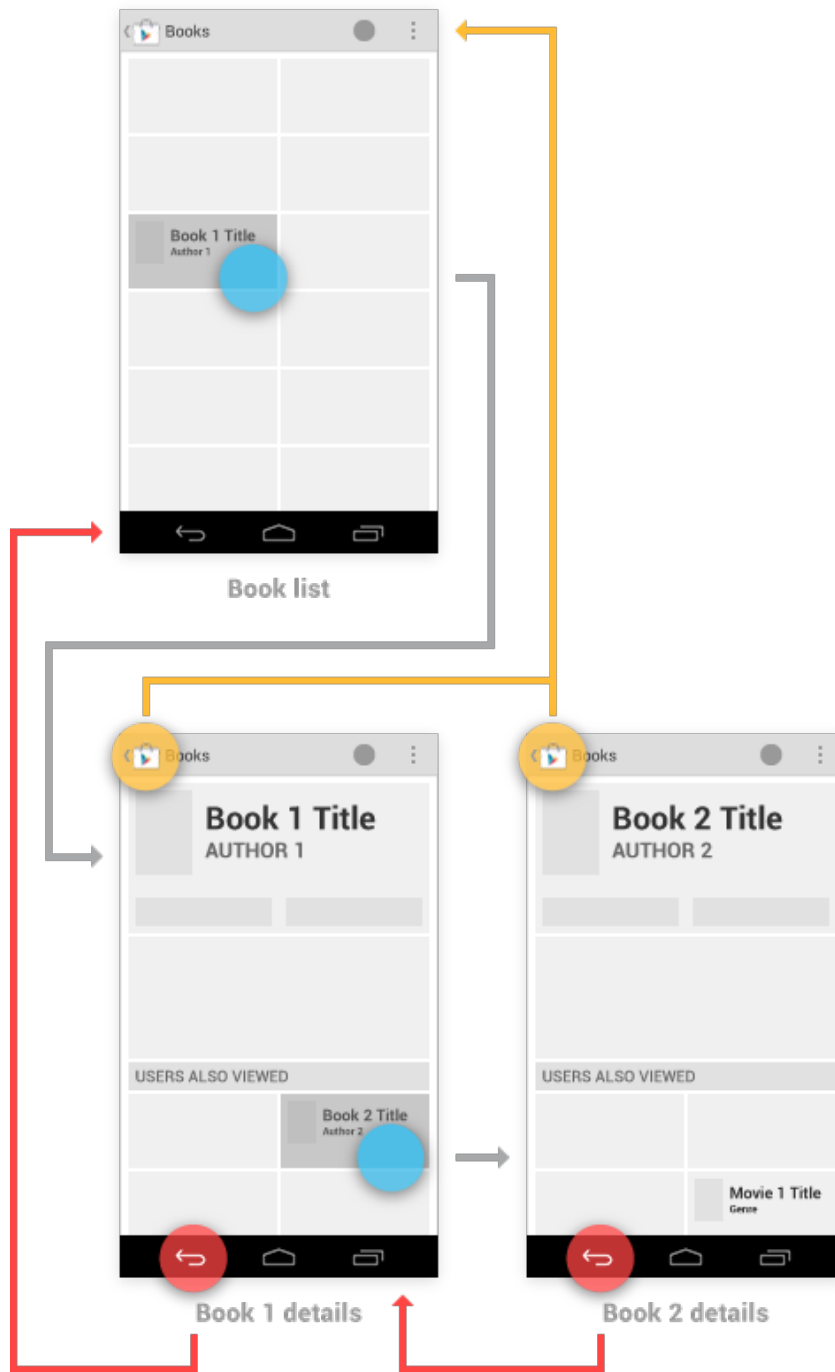 Books
Book 1 Title
Author 1
Book list
Books
Book 1 Title
AUTHOR 1
USERS ALSO VIEWED
Book 2 Title
Author 2
Book 1 details
Books
Book 2 Title
AUTHOR 2
USERS ALSO VIEWED
Movie 1 Title
Genre
Book 2 details